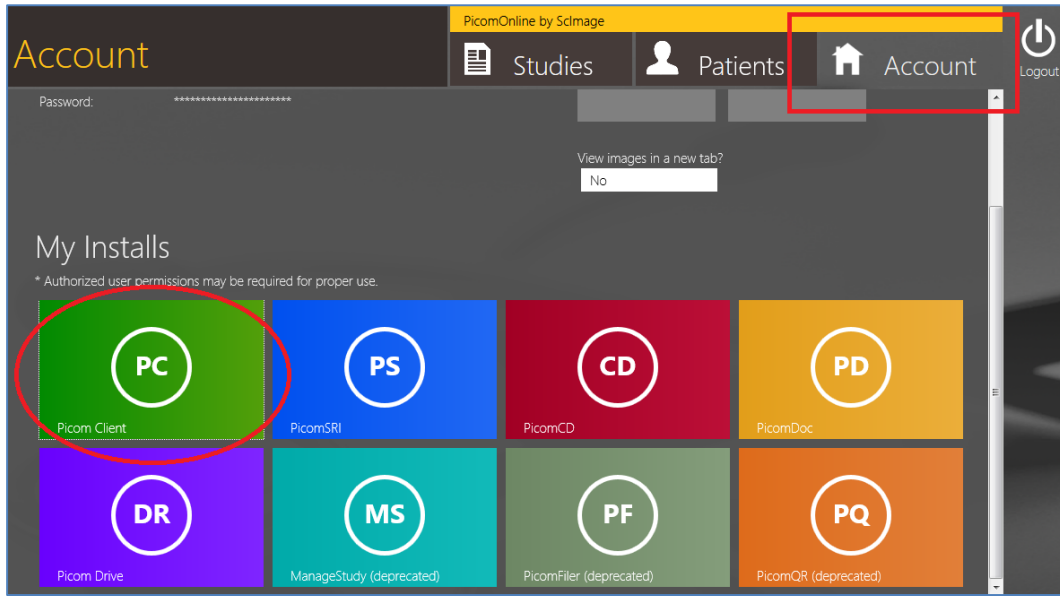 PicomOnline by ScImage
Account
Studies
Patients
Account
Logout
Password: **********************
View images in a new tab?
No
My Installs
* Authorized user permissions may be required for proper use.
PC
PS
CD
PD
Picom Client
PicomSRI
PicomCD
PicomDoc
DR
MS
PF
PQ
Picom Drive
ManageStudy (deprecated)
PicomFiler (deprecated)
PicomQR (deprecated)